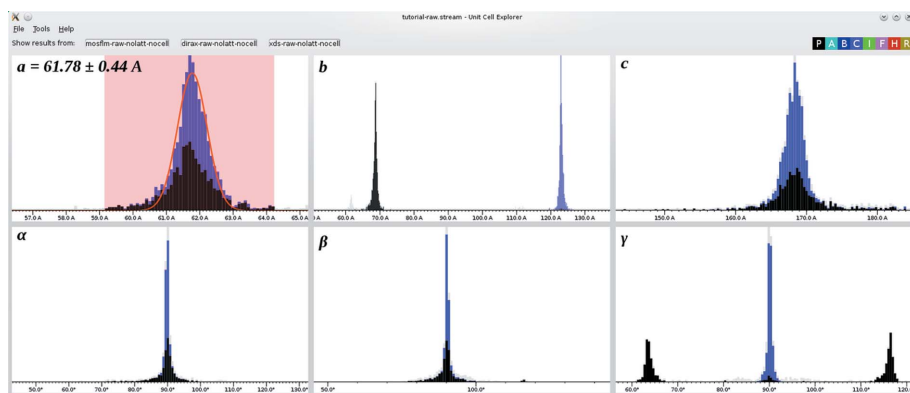 tutorial-raw.stream - Unit Cell Explorer
File Tools Help
Show results from: mosflm-raw-nolatt-nocell dirax-raw-nolatt-nocell xds-raw-nolatt-nocell P A B C I F H R
a = 61.78 ± 0.44 A b c
57.0 A 58.0 A 59.0 A 60.0 A 61.0 A 62.0 A 63.0 A 64.0 A 60.0 A 70.0 A 80.0 A 90.0 A 100.0 A 110.0 A 120.0 A 130.0 A 150.0 A 160.0 A 170.0 A 180.0 A
α β γ
50.0° 60.0° 70.0° 80.0° 90.0° 100.0° 110.0° 120.0° 130.0° 50.0° 100.0° 60.0° 70.0° 80.0° 90.0° 100.0° 110.0°